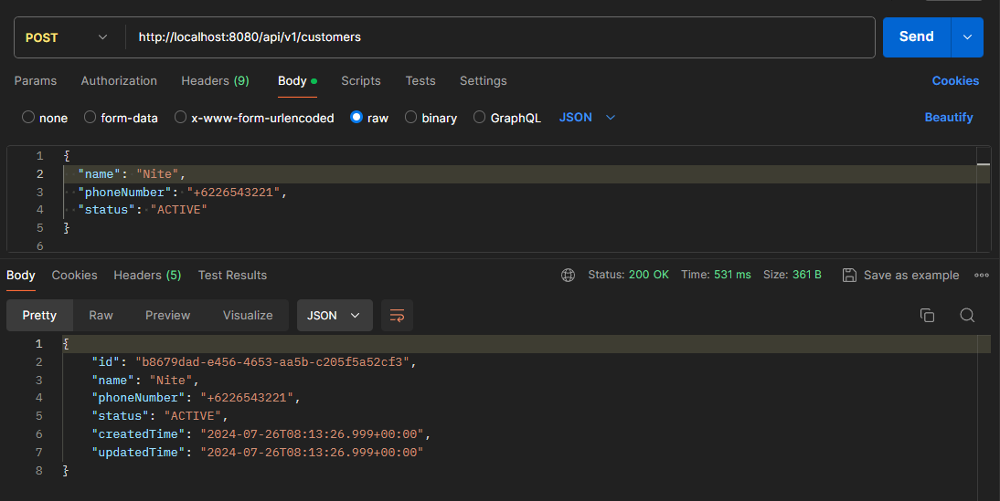 POST http://localhost:8080/api/v1/customers Send
Params Authorization Headers (9) Body Scripts Tests Settings Cookies
none form-data x-www-form-urlencoded raw binary GraphQL JSON Beautify
1 {
2 "name": "Nite",
3 "phoneNumber": "+6226543221",
4 "status": "ACTIVE"
5 }
6
Body Cookies Headers (5) Test Results Status: 200 OK Time: 531 ms Size: 361 B Save as example
Pretty Raw Preview Visualize JSON
1 {
2 "id": "b8679dad-e456-4653-aa5b-c205f5a52cf3",
3 "name": "Nite",
4 "phoneNumber": "+6226543221",
5 "status": "ACTIVE",
6 "createdTime": "2024-07-26T08:13:26.999+00:00",
7 "updatedTime": "2024-07-26T08:13:26.999+00:00"
8 }